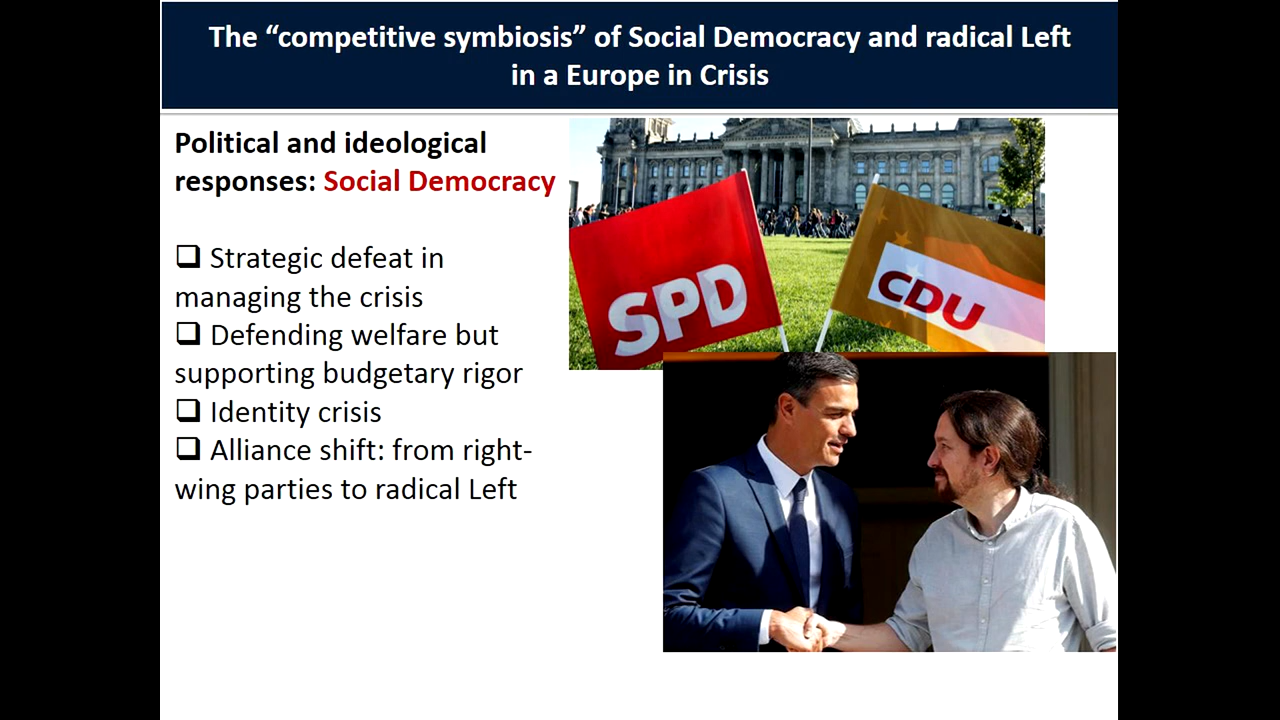 The “competitive symbiosis” of Social Democracy and radical Left
in a Europe in Crisis
Political and ideological
responses: Social Democracy
❑ Strategic defeat in
managing the crisis
❑ Defending welfare but
supporting budgetary rigor
❑ Identity crisis
❑ Alliance shift: from right-
wing parties to radical Left
SPD
CDU